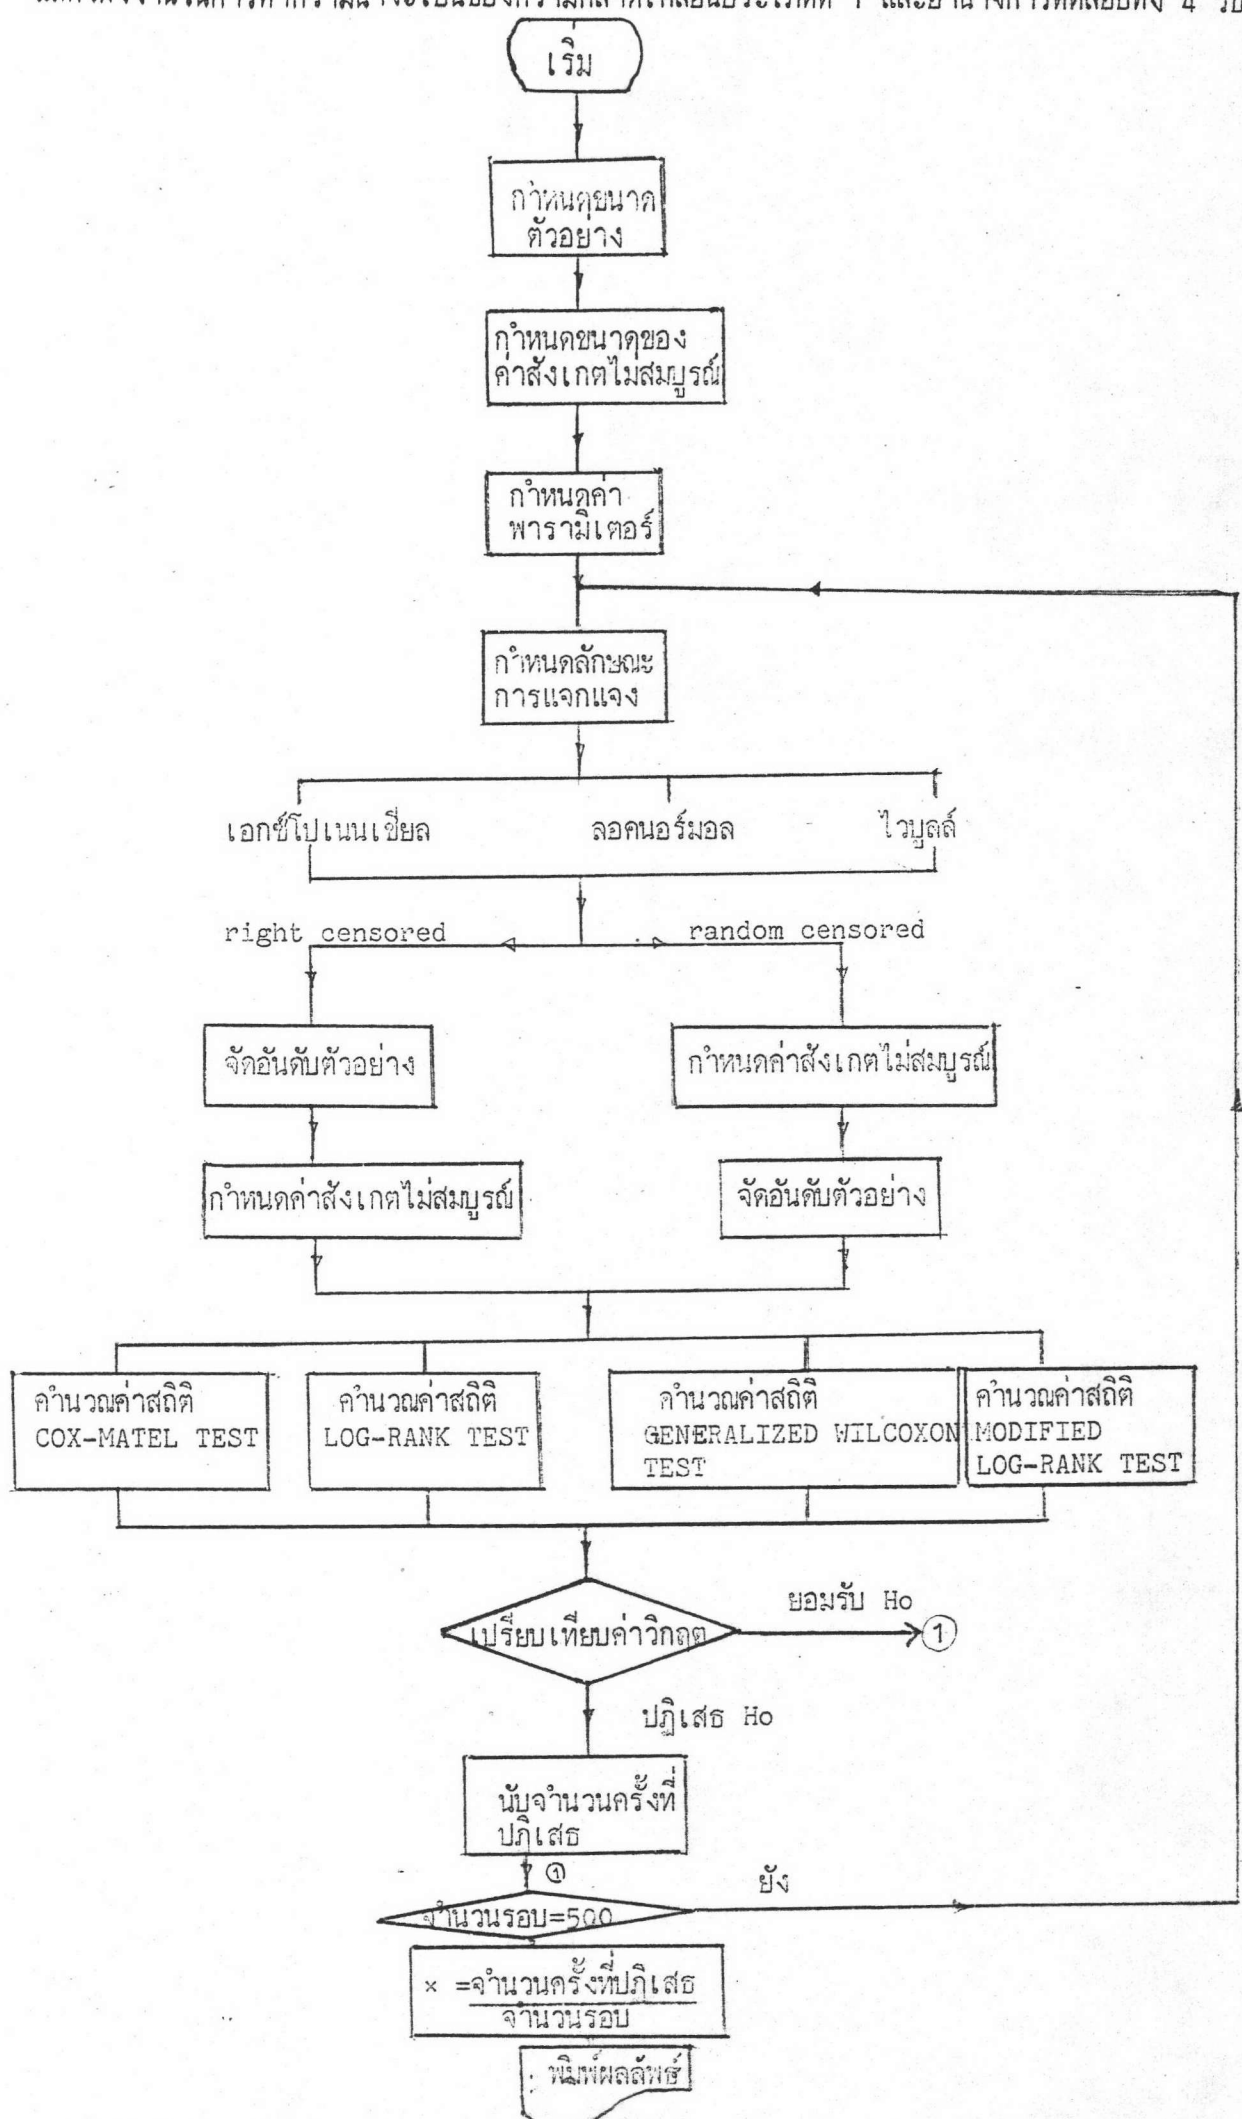 เริ่ม
กำหนดขนาด
ตัวอย่าง
กำหนดขนาดของ
ค่าสังเกตไม่สมบูรณ์
กำหนดค่า
พารามิเตอร์
กำหนดลักษณะ
การแจกแจง
เอกซ์โปเนนเชียล ลอคนอร์มอล ไวบูลล์
right censored random censored
จัดอันดับตัวอย่าง กำหนดค่าสังเกตไม่สมบูรณ์
กำหนดค่าสังเกตไม่สมบูรณ์ จัดอันดับตัวอย่าง
คำนวณค่าสถิติ
COX-MATEL TEST
คำนวณค่าสถิติ
LOG-RANK TEST
คำนวณค่าสถิติ
GENERALIZED WILCOXON
TEST
คำนวณค่าสถิติ
MODIFIED
LOG-RANK TEST
เปรียบเทียบค่าวิกฤต
ยอมรับ Ho
1
ปฏิเสธ Ho
นับจำนวนครั้งที่
ปฏิเสธ
1
จำนวนรอบ=500
ยัง
× =จำนวนครั้งที่ปฏิเสธ
จำนวนรอบ
พิมพ์ผลลัพธ์